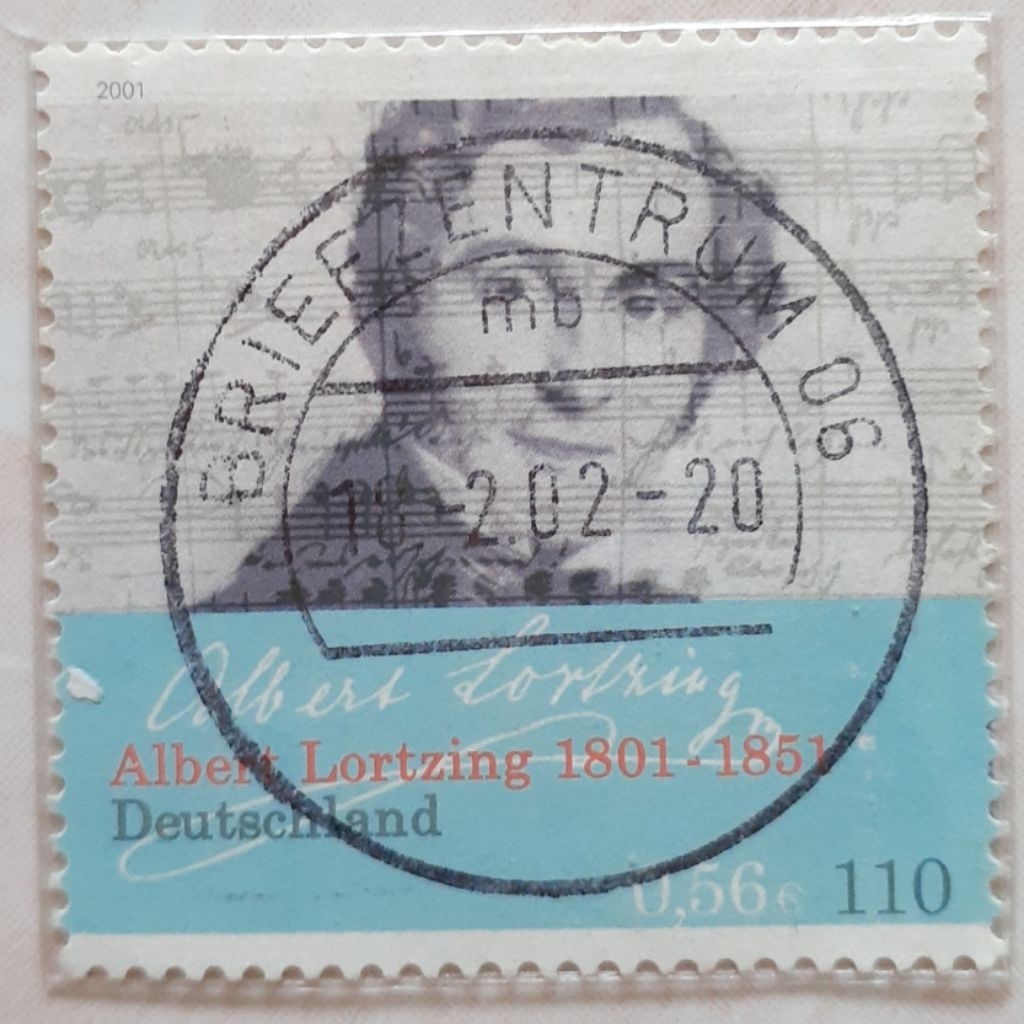 2001
BRIEFZENTRUM 06
mb
-2.02-20
Albert Lortzing
Albert Lortzing 1801-1851
Deutschland
0,56€ 110